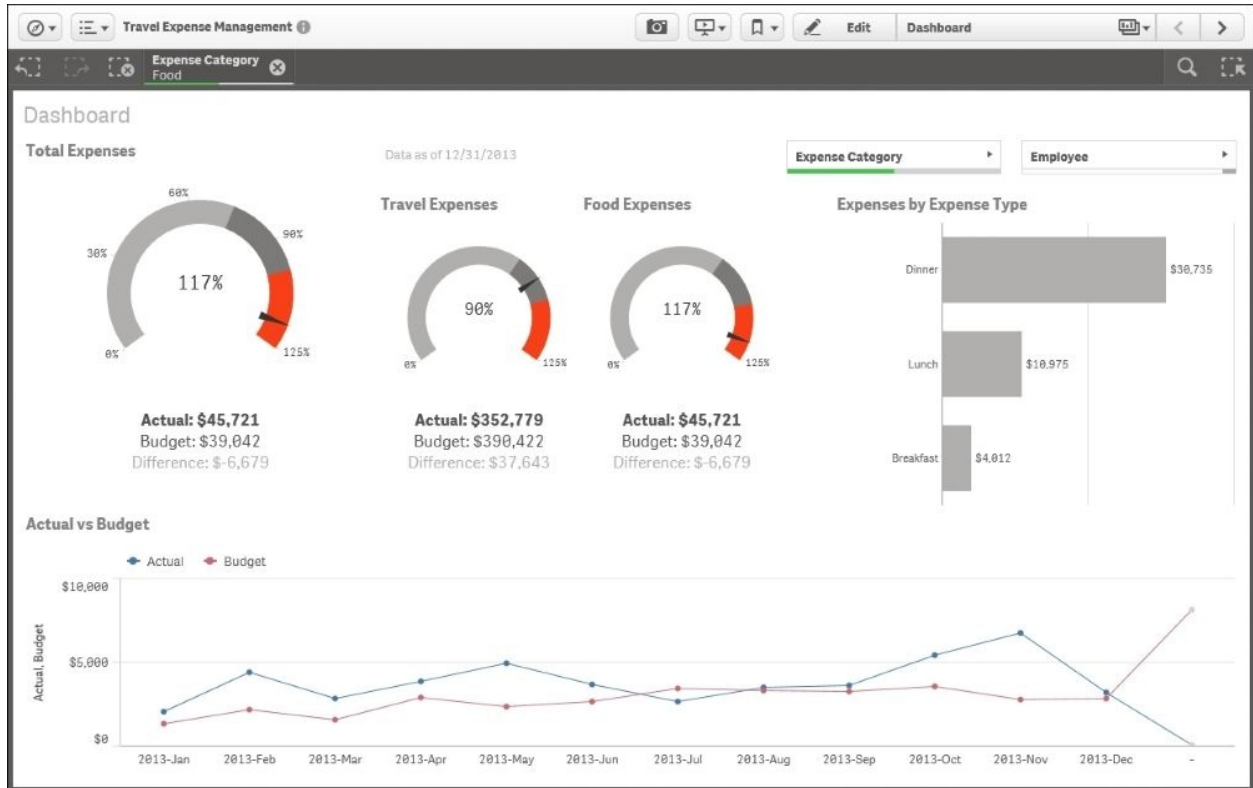 Travel Expense Management
Edit
Dashboard
Expense Category
Food
Dashboard
Total Expenses
Data as of 12/31/2013
Expense Category
Employee
0%
30%
60%
90%
125%
117%
Actual: $45,721
Budget: $39,042
Difference: $-6,679
Travel Expenses
90%
0%
125%
Actual: $352,779
Budget: $390,422
Difference: $37,643
Food Expenses
117%
0%
125%
Actual: $45,721
Budget: $39,042
Difference: $-6,679
Expenses by Expense Type
Dinner
$30,735
Lunch
$10,975
Breakfast
$4,012
Actual vs Budget
Actual
Budget
Actual, Budget
$10,000
$5,000
$0
2013-Jan
2013-Feb
2013-Mar
2013-Apr
2013-May
2013-Jun
2013-Jul
2013-Aug
2013-Sep
2013-Oct
2013-Nov
2013-Dec
-